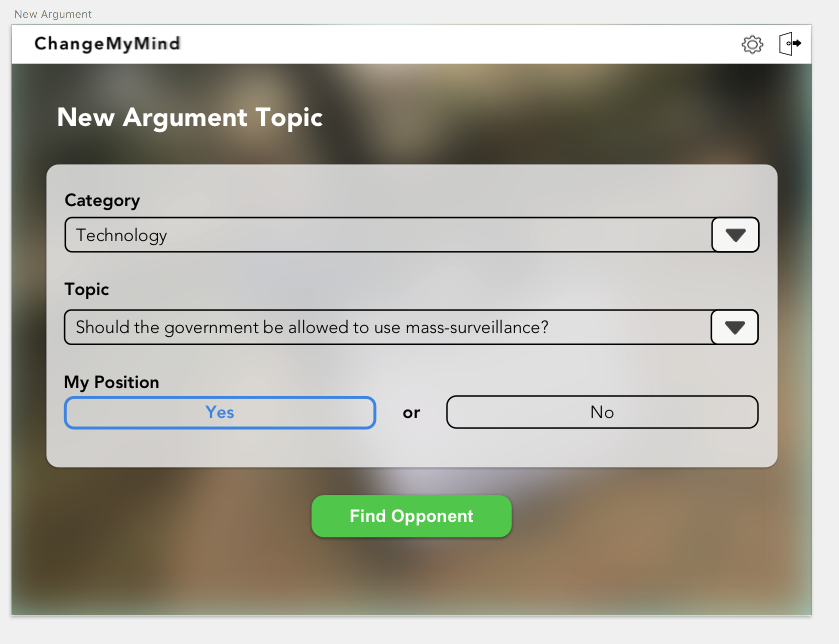 New Argument
ChangeMyMind
New Argument Topic
Category
Technology
Topic
Should the government be allowed to use mass-surveillance?
My Position
Yes or No
Find Opponent